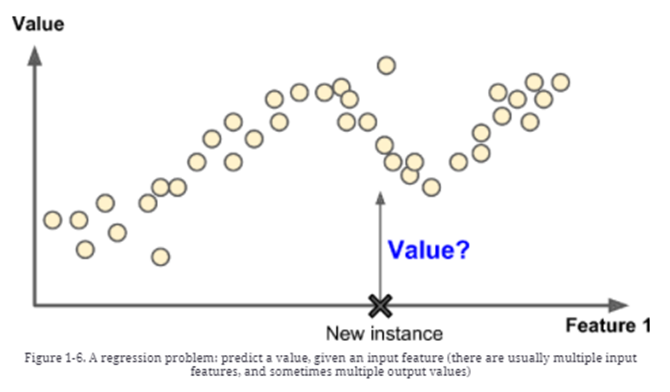 Value
Value?
New instance
Feature 1
Figure 1-6. A regression problem: predict a value, given an input feature (there are usually multiple input
features, and sometimes multiple output values)